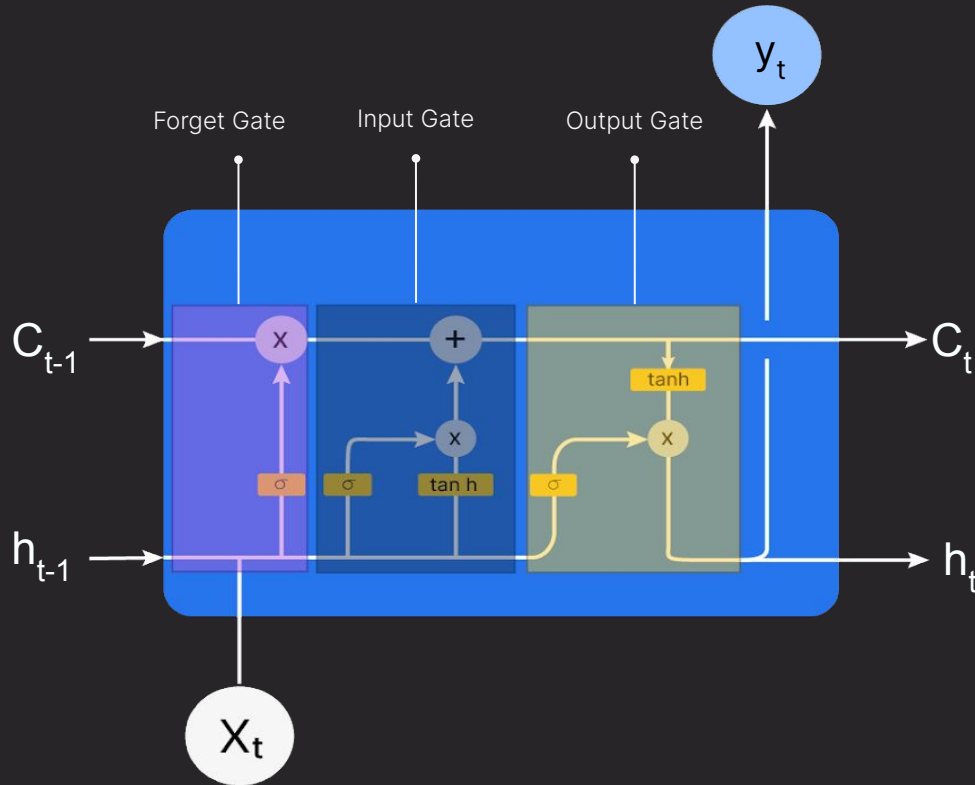 y_t
Forget Gate
Input Gate
Output Gate
C_t-1
x
+
C_t
tanh
x
x
σ
σ
tan h
σ
h_t-1
h_t
X_t